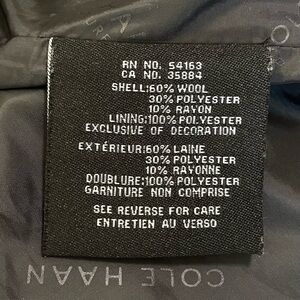 RN NO. 54163
CA NO. 35884
SHELL:60% WOOL
30% POLYESTER
10% RAYON
LINING:100% POLYESTER
EXCLUSIVE OF DECORATION
EXTÉRIEUR:60% LAINE
30% POLYESTER
10% RAYONNE
DOUBLURE:100% POLYESTER
GARNITURE NON COMPRISE
SEE REVERSE FOR CARE
ENTRETIEN AU VERSO
COLE HAAN